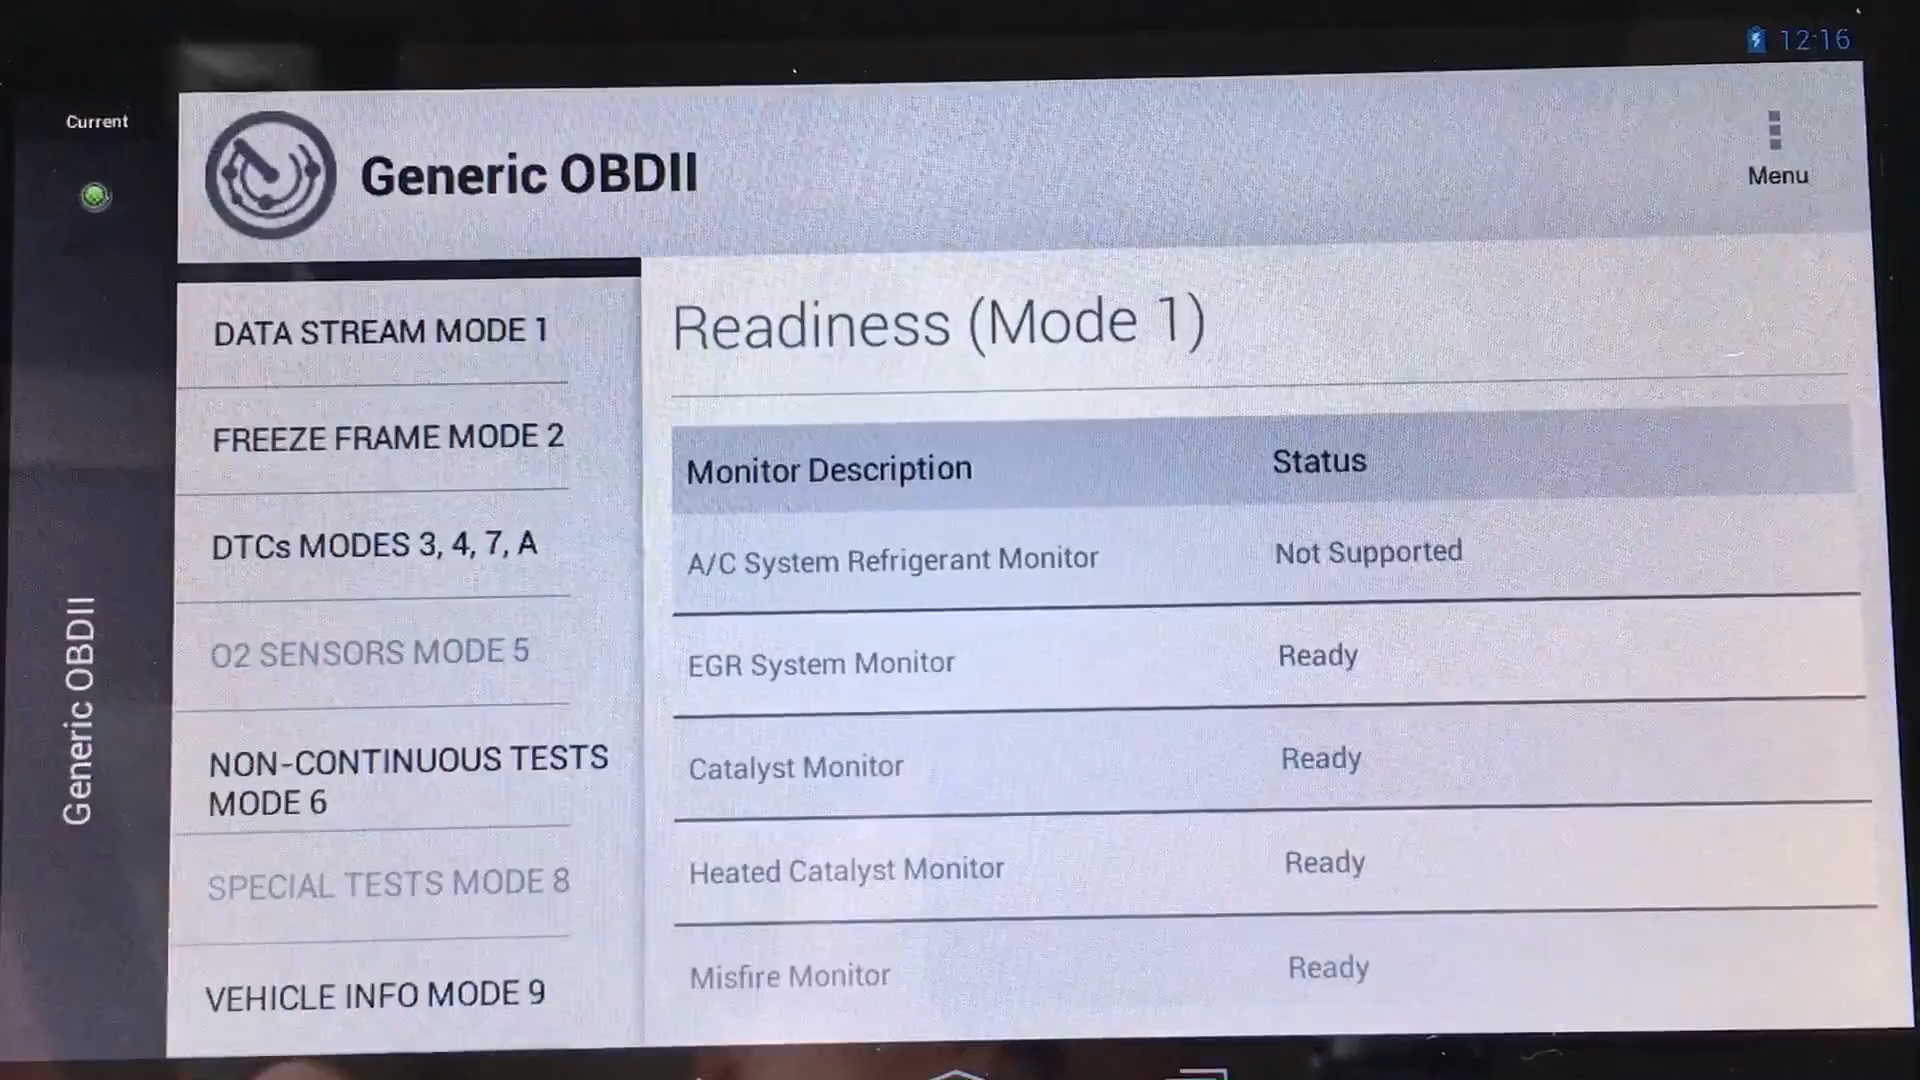 12:16
Current
Generic OBDII
Menu
Generic OBDII
DATA STREAM MODE 1
FREEZE FRAME MODE 2
DTCs MODES 3, 4, 7, A
O2 SENSORS MODE 5
NON-CONTINUOUS TESTS
MODE 6
SPECIAL TESTS MODE 8
VEHICLE INFO MODE 9
Readiness (Mode 1)
Monitor Description Status
A/C System Refrigerant Monitor Not Supported
EGR System Monitor Ready
Catalyst Monitor Ready
Heated Catalyst Monitor Ready
Misfire Monitor Ready